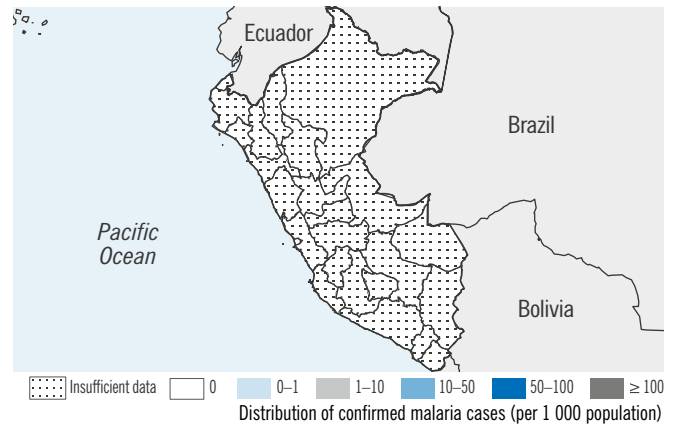 Ecuador
Brazil
Pacific
Ocean
Bolivia
Insufficient data 0 0–1 1–10 10–50 50–100 ≥ 100
Distribution of confirmed malaria cases (per 1 000 population)